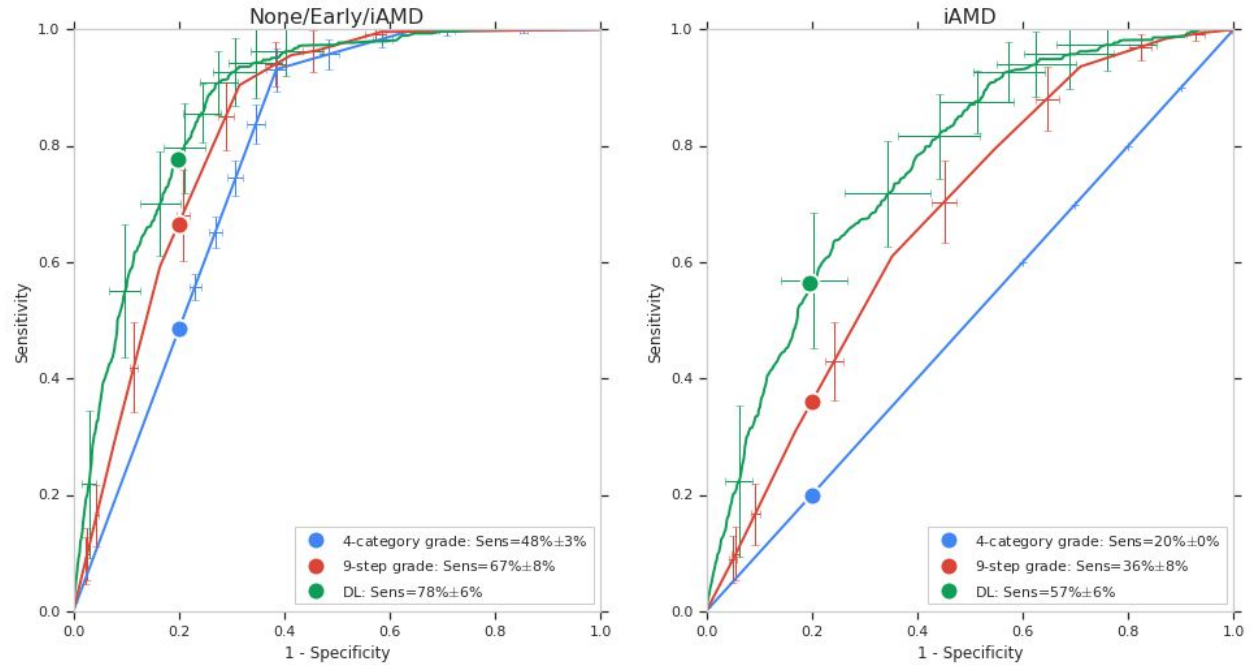 None/Early/iAMD
1.0
0.8
0.6
0.4
0.2
0.0
Sensitivity
4-category grade: Sens=48%±3%
9-step grade: Sens=67%±8%
DL: Sens=78%±6%
0.0 0.2 0.4 0.6 0.8 1.0
1 - Specificity
iAMD
1.0
0.8
0.6
0.4
0.2
0.0
Sensitivity
4-category grade: Sens=20%±0%
9-step grade: Sens=36%±8%
DL: Sens=57%±6%
0.0 0.2 0.4 0.6 0.8 1.0
1 - Specificity